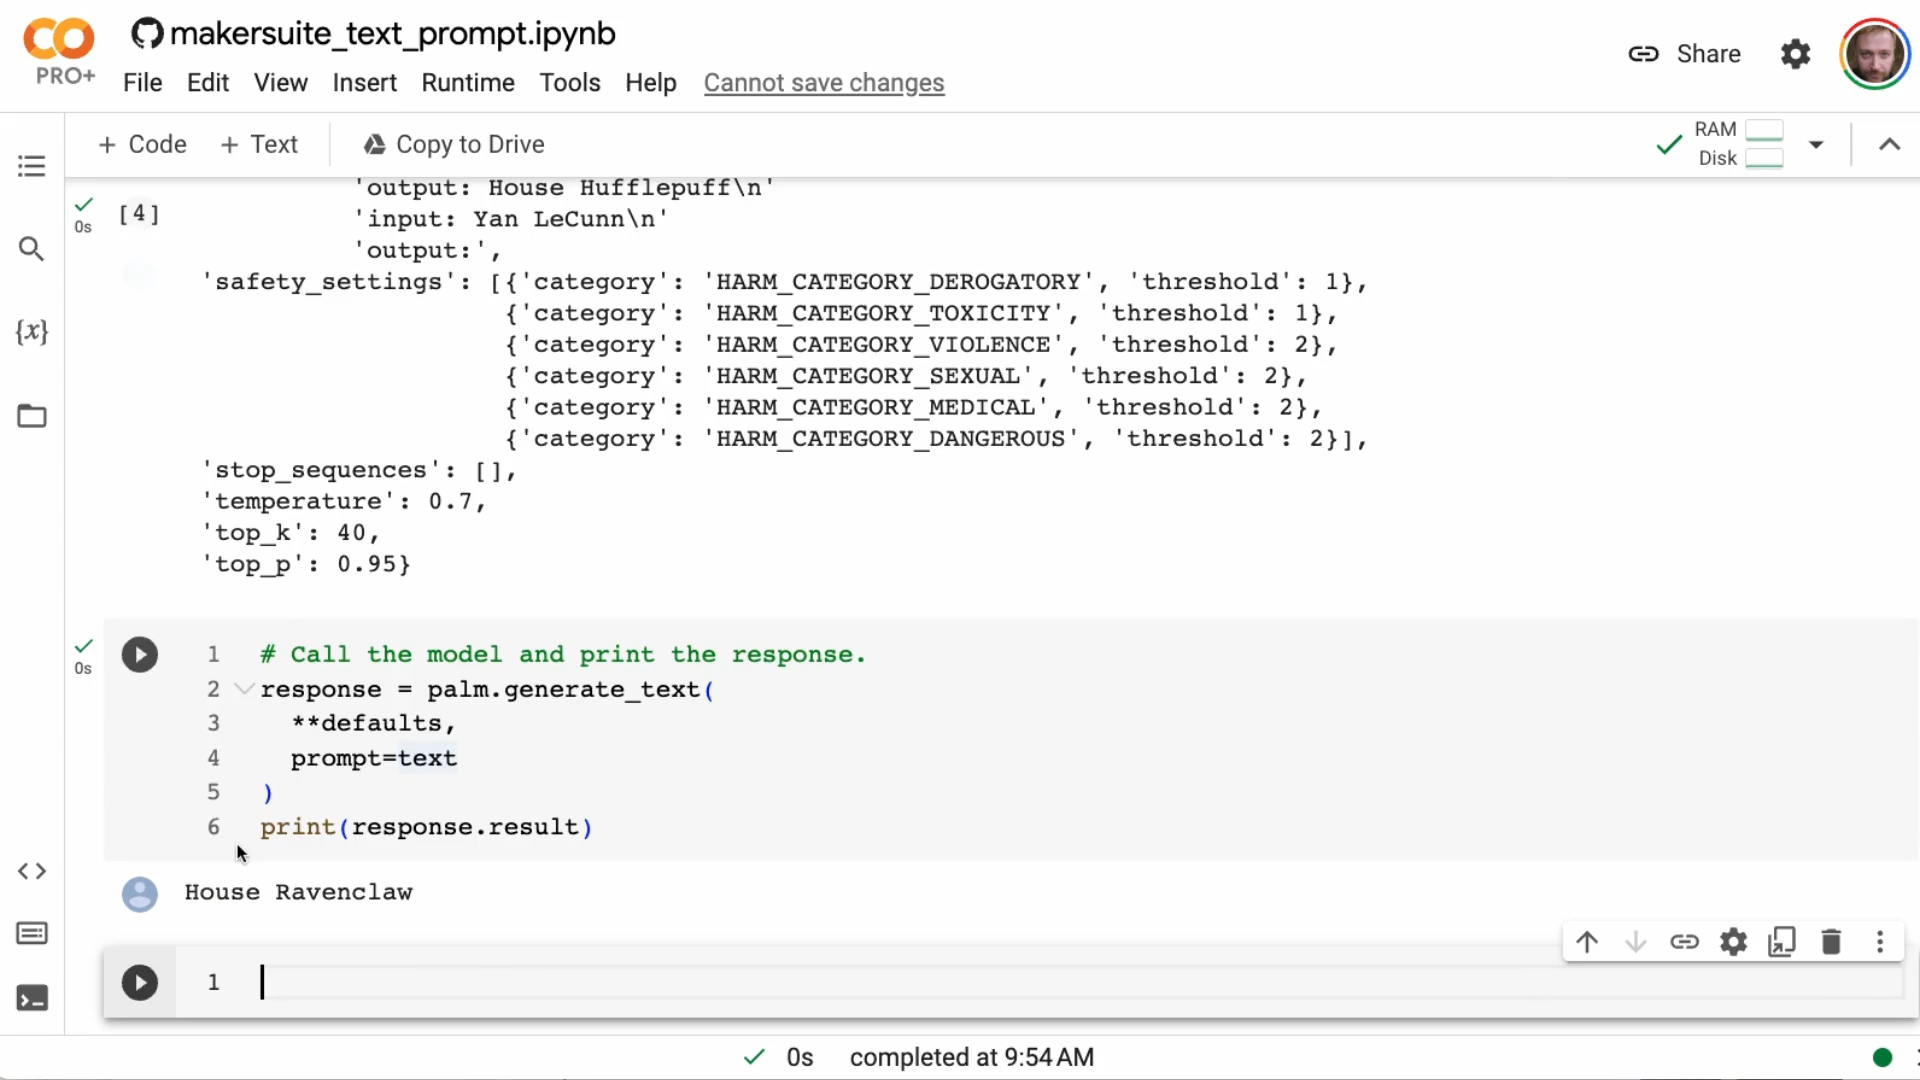 makersuite_text_prompt.ipynb
PRO+
File Edit View Insert Runtime Tools Help Cannot save changes
Share
+ Code + Text Copy to Drive
RAM
Disk
'output: House Hufflepuff\n'
0s [4] 'input: Yan LeCunn\n'
'output:',
'safety_settings': [{'category': 'HARM_CATEGORY_DEROGATORY', 'threshold': 1},
{'category': 'HARM_CATEGORY_TOXICITY', 'threshold': 1},
{'category': 'HARM_CATEGORY_VIOLENCE', 'threshold': 2},
{'category': 'HARM_CATEGORY_SEXUAL', 'threshold': 2},
{'category': 'HARM_CATEGORY_MEDICAL', 'threshold': 2},
{'category': 'HARM_CATEGORY_DANGEROUS', 'threshold': 2}],
'stop_sequences': [],
'temperature': 0.7,
'top_k': 40,
'top_p': 0.95}
0s
1 # Call the model and print the response.
2 response = palm.generate_text(
3 **defaults,
4 prompt=text
5 )
6 print(response.result)
House Ravenclaw
1
0s completed at 9:54 AM